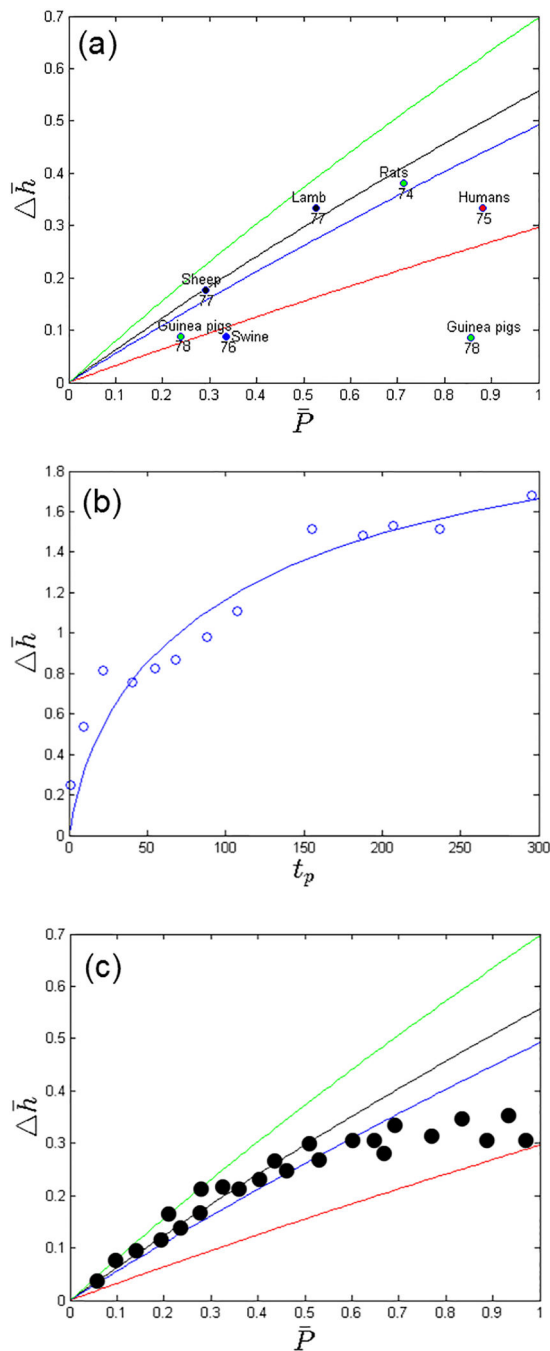 (a)
0.7
0.6
0.5
0.4
0.3
0.2
0.1
0
△h̄
Rats
74
Lamb
77
Humans
75
Sheep
77
Guinea pigs
78
Swine
76
Guinea pigs
78
0 0.1 0.2 0.3 0.4 0.5 0.6 0.7 0.8 0.9 1
P̄
(b)
1.8
1.6
1.4
1.2
1
0.8
0.6
0.4
0.2
0
△h̄
0 50 100 150 200 250 300
t_p
(c)
0.7
0.6
0.5
0.4
0.3
0.2
0.1
0
△h̄
0 0.1 0.2 0.3 0.4 0.5 0.6 0.7 0.8 0.9 1
P̄